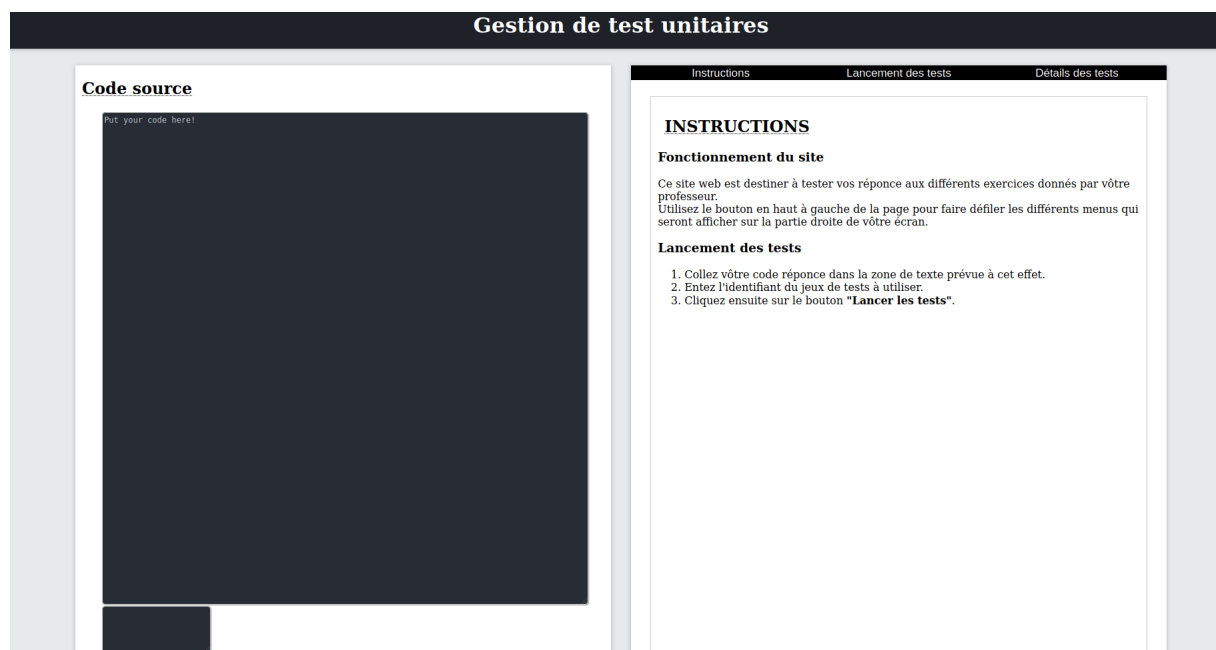 Gestion de test unitaires
Code source
Put your code here!
Instructions Lancement des tests Détails des tests
INSTRUCTIONS
Fonctionnement du site
Ce site web est destiner à tester vos réponce aux différents exercices donnés par vôtre
professeur.
Utilisez le bouton en haut à gauche de la page pour faire défiler les différents menus qui
seront afficher sur la partie droite de vôtre écran.
Lancement des tests
1. Collez vôtre code réponce dans la zone de texte prévue à cet effet.
2. Entez l'identifiant du jeux de tests à utiliser.
3. Cliquez ensuite sur le bouton "Lancer les tests".